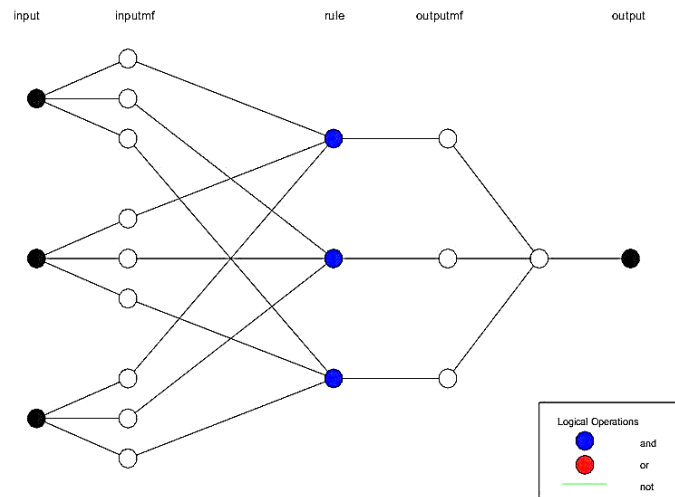 input inputmf rule outputmf output
Logical Operations
and
or
not